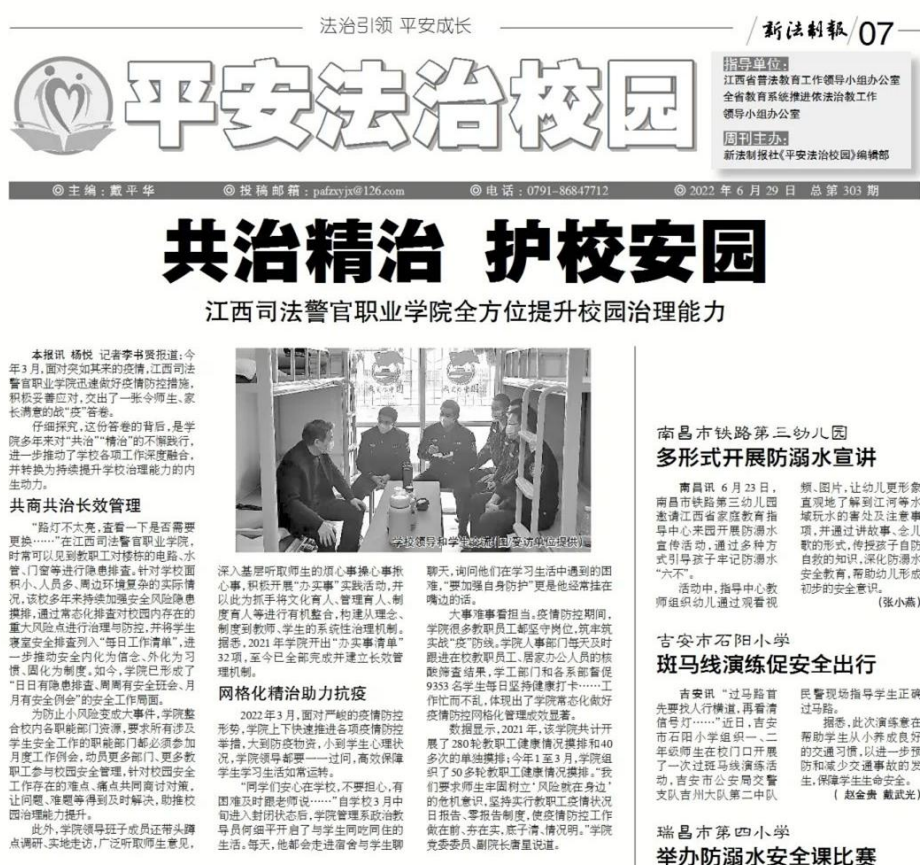 法治引领 平安成长
新法制报 07
平安法治校园
指导单位：
江西省普法教育工作领导小组办公室
全省教育系统推进依法治教工作
领导小组办公室
周刊主办：
新法制报社《平安法治校园》编辑部
◎主编：戴平华 ◎投稿邮箱：pafzxyjx@126.com ◎电话：0791-86847712 ◎2022年6月29日 总第303期
共治精治 护校安园
江西司法警官职业学院全方位提升校园治理能力
本报讯 杨悦 记者李书贤报道：今
年3月，面对突如其来的疫情，江西司法
警官职业学院迅速做好疫情防控措施，
积极妥善应对，交出了一张令师生、家
长满意的战“疫”答卷。
仔细探究，这份答卷的背后，是学
院多年来对“共治”“精治”的不懈践行，
进一步推动了学校各项工作深度融合，
并转换为持续提升学校治理能力的内
生动力。
共商共治长效管理
“路灯不太亮，查看一下是否需要
更换……”在江西司法警官职业学院，
时常可以见到教职工对楼栋的电路、水
管、门窗等进行隐患排查。针对学校面
积小、人员多、周边环境复杂的实际情
况，该校多年来持续加强安全风险隐患
摸排，通过常态化排查对校园内存在的
重大风险点进行治理与防控，并将学生
寝室安全排查列入“每日工作清单”，进
一步推动安全内化为信念、外化为习
惯、固化为制度。如今，学院已形成了
“日日有隐患排查、周周有安全班会、月
月有安全例会”的安全工作局面。
为防止小风险变成大事件，学院整
合校内各职能部门资源，要求所有涉及
学生安全工作的职能部门都必须参加
月度工作例会，动员更多部门、更多教
职工参与校园安全管理，针对校园安全
工作存在的难点、痛点共同商讨对策，
让问题、难题等得到及时解决，助推校
园治理能力提升。
此外，学院领导班子成员还带头蹲
点调研、实地走访，广泛听取师生意见，
学校领导和学生交流（图/受访单位提供）
深入基层听取师生的烦心事操心事揪
心事，积极开展“办实事”实践活动，并
以此为抓手将文化育人、管理育人、制
度育人等进行有机整合，构建从理念、
制度到教师、学生的系统性治理机制。
据悉，2021年学院开出“办实事清单”
32项，至今已全部完成并建立长效管
理机制。
网格化精治助力抗疫
2022年3月，面对严峻的疫情防控
形势，学院上下快速推进各项疫情防控
举措，大到防疫物资，小到学生心理状
况，学院领导都要一一过问，高效保障
学生学习生活如常运转。
“同学们安心在学校，不要担心，有
困难及时跟老师说……”自学校3月中
旬进入封闭状态后，学院管理系政治教
导员何细平开启了与学生同吃同住的
生活。每天，他都会走进宿舍与学生聊
聊天，询问他们在学习生活中遇到的困
难，“要加强自身防护”更是他经常挂在
嘴边的话。
大事难事看担当。疫情防控期间，
学院很多教职员工都坚守岗位，筑牢筑
实战“疫”防线。学院人事部门每天及时
跟进在校教职员工、居家办公人员的核
酸筛查结果，学工部门和各系部督促
9353名学生每日坚持健康打卡……工
作忙而不乱，体现出了学院常态化做好
疫情防控网格化管理成效显著。
数据显示，2021年，该学院共计开
展了280轮教职工健康情况摸排和40
多次的单独摸排；今年1至3月，学院组
织了50多轮教职工健康情况摸排。“我
们要求师生牢固树立‘风险就在身边’
的危机意识，坚持实行教职工疫情状况
日报告、零报告制度，使疫情防控工作
做在前、夯在实，底子清、情况明。”学院
党委委员、副院长唐星说道。
南昌市铁路第三幼儿园
多形式开展防溺水宣讲
南昌讯 6月23日，
南昌市铁路第三幼儿园
邀请江西省家庭教育指
导中心来园开展防溺水
宣传活动，通过多种方
式引导孩子牢记防溺水
“六不”。
活动中，指导中心教
师组织幼儿通过观看视
频、图片，让幼儿更形象
直观地了解到江河等水
域玩水的害处及注意事
项，并通过讲故事、念儿
歌的形式，传授孩子自防
自救的知识，深化防溺水
安全教育，帮助幼儿形成
初步的安全意识。
（张小燕）
吉安市石阳小学
斑马线演练促安全出行
吉安讯 “过马路首
先要找人行横道，再看清
信号灯……”近日，吉安
市石阳小学组织一、二
年级师生在校门口开展
了一次过斑马线演练活
动，吉安市公安局交警
支队吉州大队第二中队
民警现场指导学生正确
过马路。
据悉，此次演练意在
帮助学生从小养成良好
的交通习惯，以进一步预
防和减少交通事故的发
生，保障学生生命安全。
（赵金贵 戴武光）
瑞昌市第四小学
举办防溺水安全课比赛